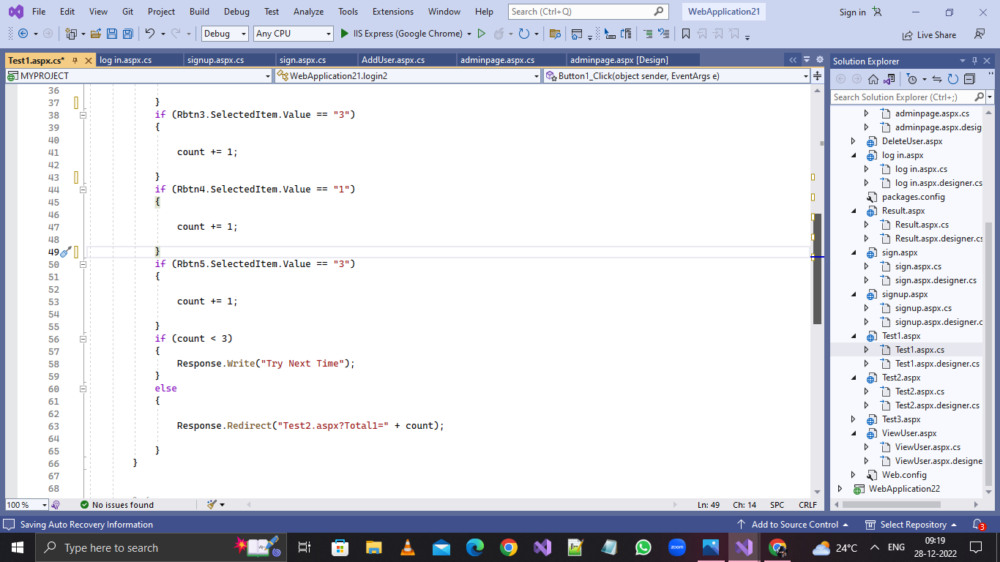 File Edit View Git Project Build Debug Test Analyze Tools Extensions Window Help Search (Ctrl+Q) WebApplication21 Sign in
Debug Any CPU IIS Express (Google Chrome) Live Share
Test1.aspx.cs* log in.aspx.cs signup.aspx.cs sign.aspx.cs AddUser.aspx.cs adminpage.aspx.cs adminpage.aspx [Design]
MYPROJECT WebApplication21.login2 Button1_Click(object sender, EventArgs e)
36
37 }
38 if (Rbtn3.SelectedItem.Value == "3")
39 {
40
41 count += 1;
42
43 }
44 if (Rbtn4.SelectedItem.Value == "1")
45 {
46
47 count += 1;
48
49 }
50 if (Rbtn5.SelectedItem.Value == "3")
51 {
52
53 count += 1;
54
55 }
56 if (count < 3)
57 {
58 Response.Write("Try Next Time");
59 }
60 else
61 {
62
63 Response.Redirect("Test2.aspx?Total1=" + count);
64
65 }
66 }
67
68
100 % No issues found Ln: 49 Ch: 14 SPC CRLF
Solution Explorer
Search Solution Explorer (Ctrl+;)
adminpage.aspx.cs
adminpage.aspx.desig
DeleteUser.aspx
log in.aspx
log in.aspx.cs
log in.aspx.designer.cs
packages.config
Result.aspx
Result.aspx.cs
Result.aspx.designer.cs
sign.aspx
sign.aspx.cs
sign.aspx.designer.cs
signup.aspx
signup.aspx.cs
signup.aspx.designer.c
Test1.aspx
Test1.aspx.cs
Test1.aspx.designer.cs
Test2.aspx
Test2.aspx.cs
Test2.aspx.designer.cs
Test3.aspx
ViewUser.aspx
ViewUser.aspx.cs
ViewUser.aspx.designe
Web.config
WebApplication22
Saving Auto Recovery Information Add to Source Control Select Repository 3
Type here to search zoom 24°C ENG 09:19
28-12-2022